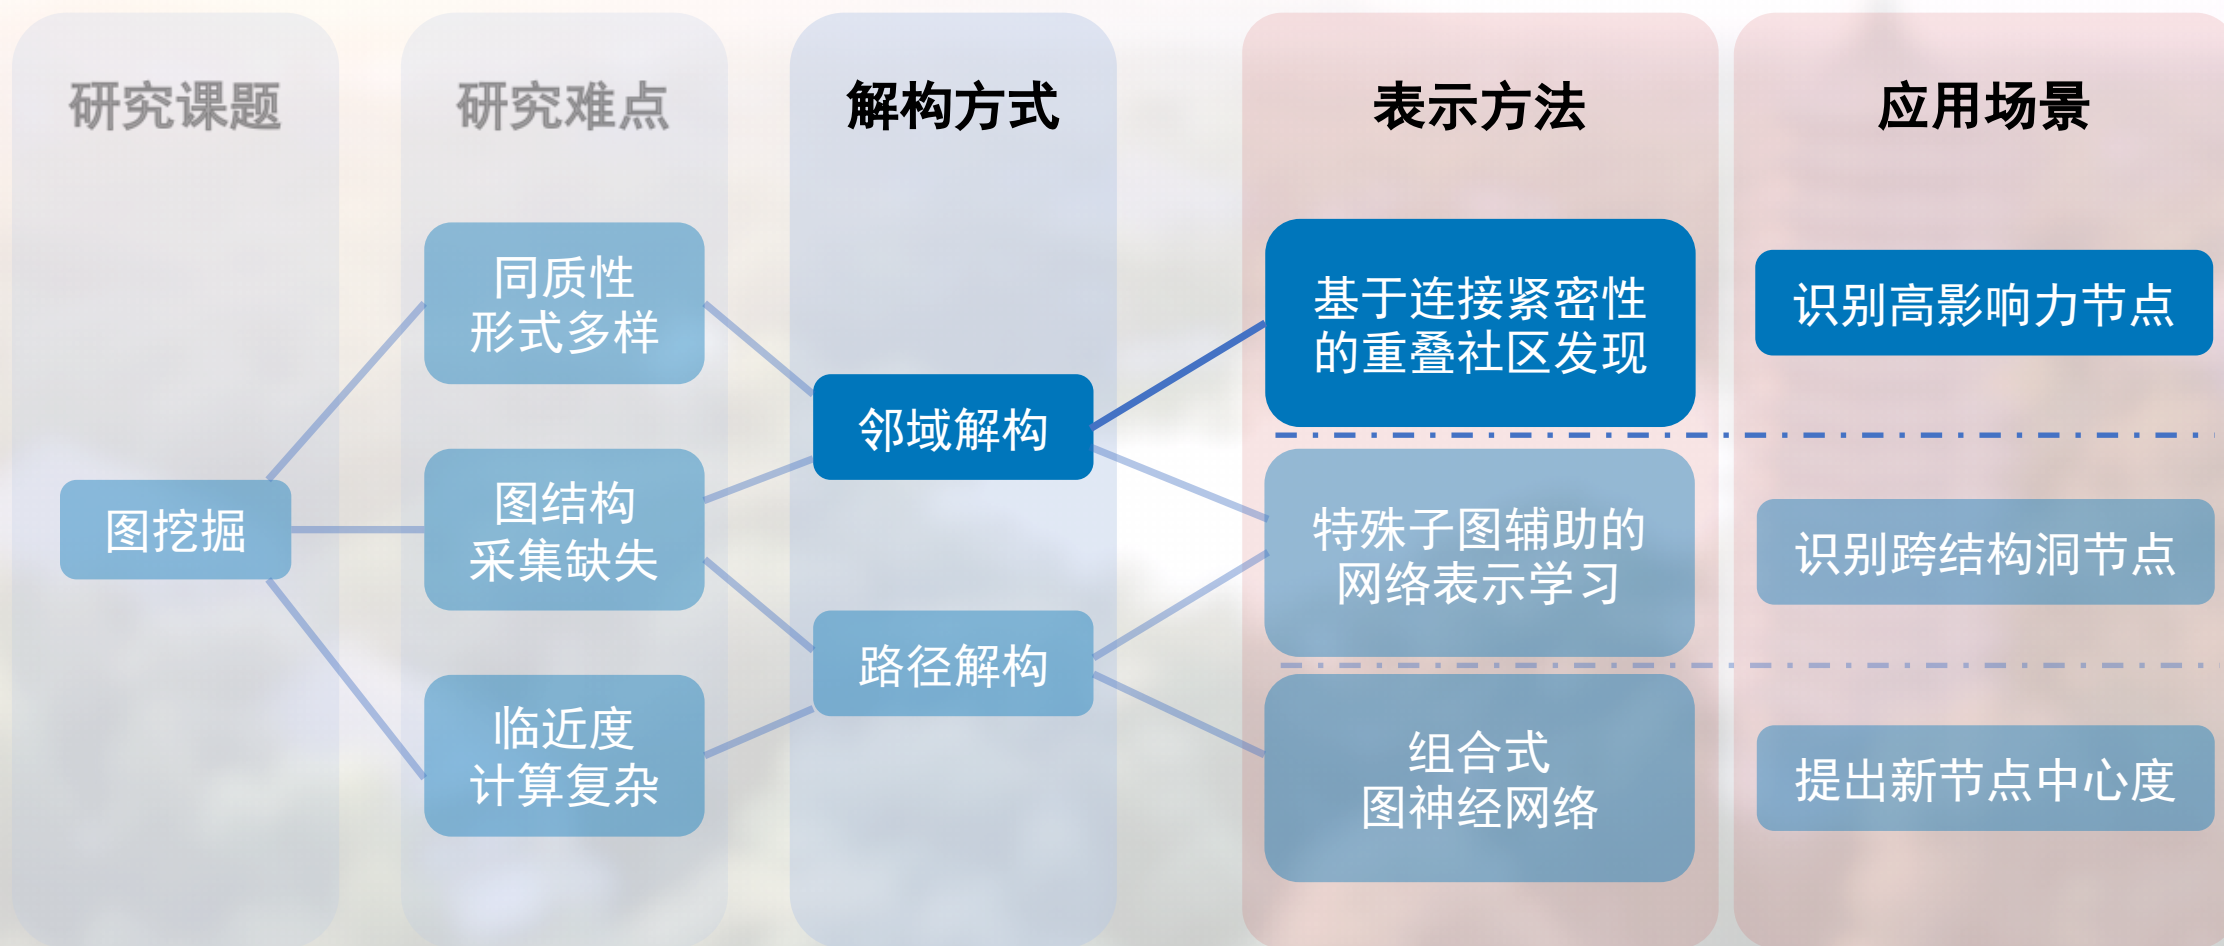 研究课题
研究难点
解构方式
表示方法
应用场景
图挖掘
同质性
形式多样
图结构
采集缺失
临近度
计算复杂
邻域解构
路径解构
基于连接紧密性
的重叠社区发现
特殊子图辅助的
网络表示学习
组合式
图神经网络
识别高影响力节点
识别跨结构洞节点
提出新节点中心度